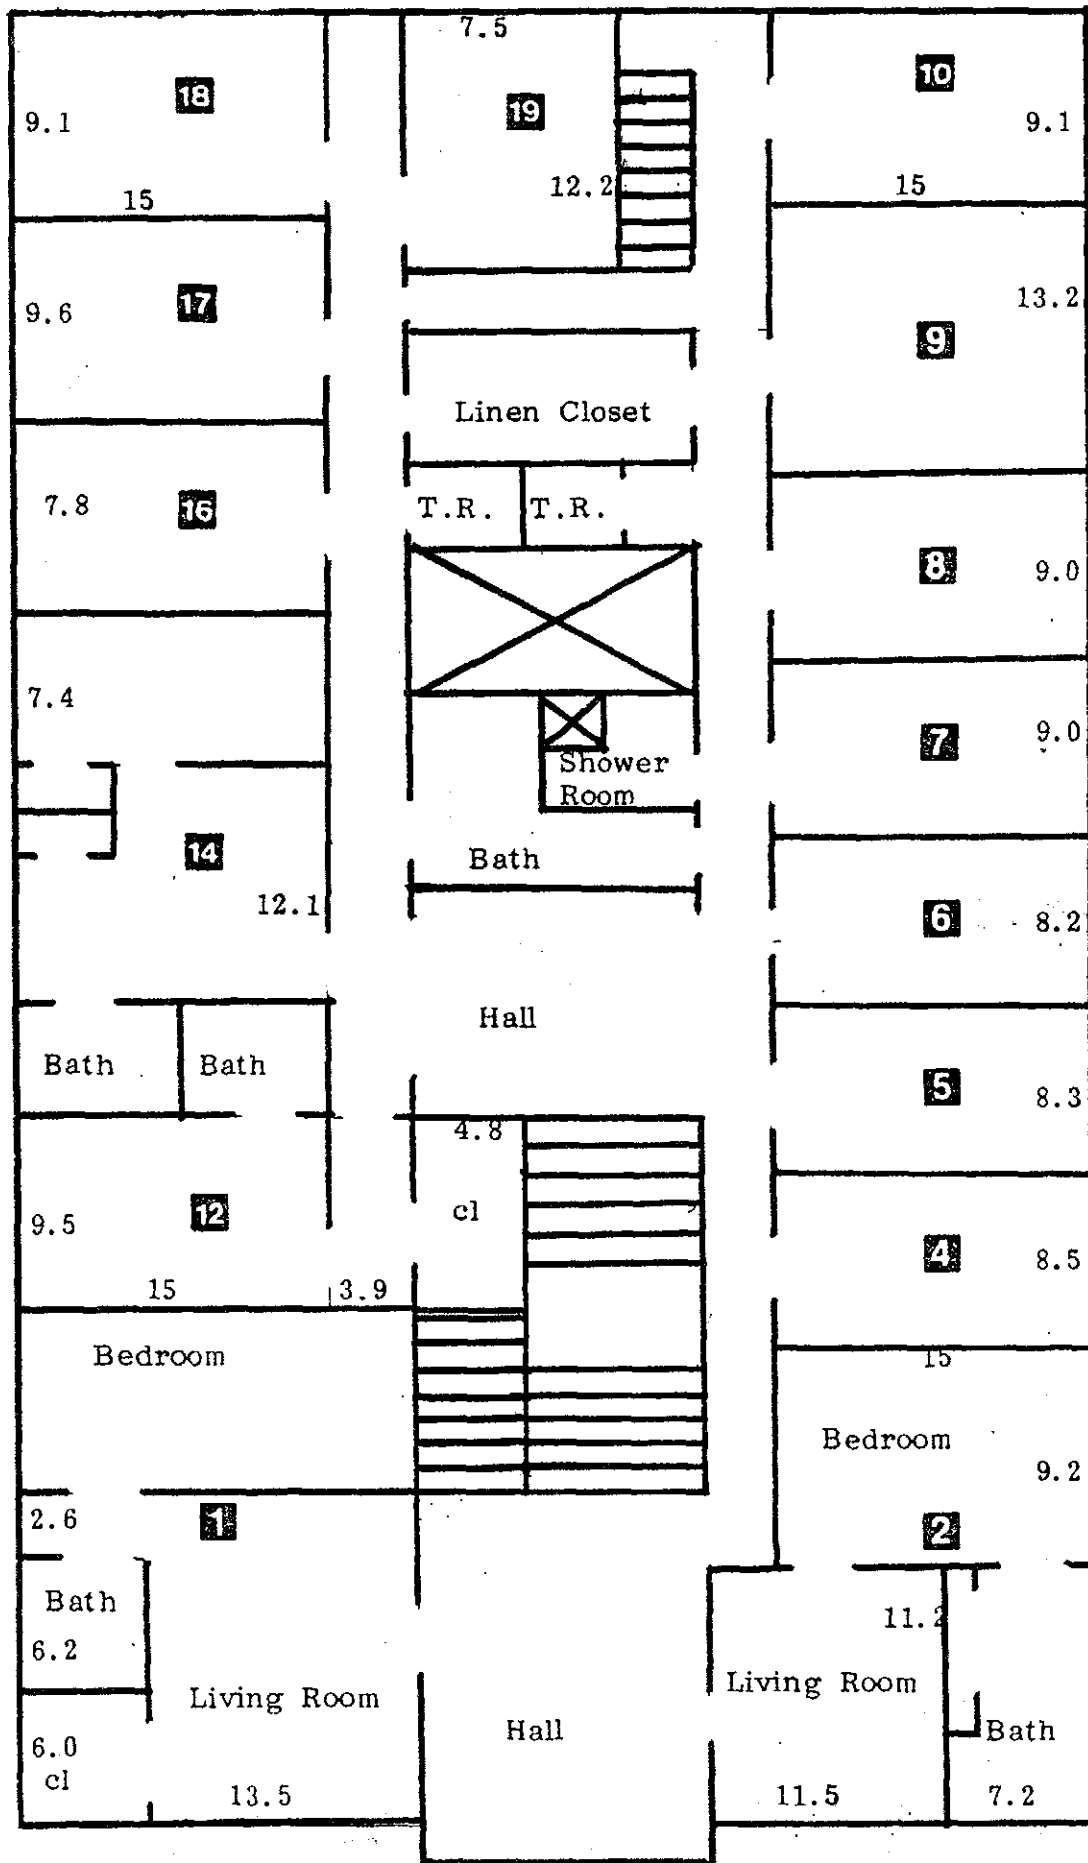 7.5
18
19
10
9.1
9.1
12.2
15
15
17
9.6
13.2
9
Linen Closet
7.8
16
T.R. T.R.
8
9.0
7.4
7
9.0
Shower
Room
14
Bath
12.1
6
8.2
Hall
Bath
Bath
5
8.3
4.8
12
cl
9.5
4
8.5
15
3.9
Bedroom
15
Bedroom
9.2
2.6
1
2
Bath
11.2
6.2
Living Room
Living Room
Hall
Bath
6.0
cl
13.5
11.5
7.2